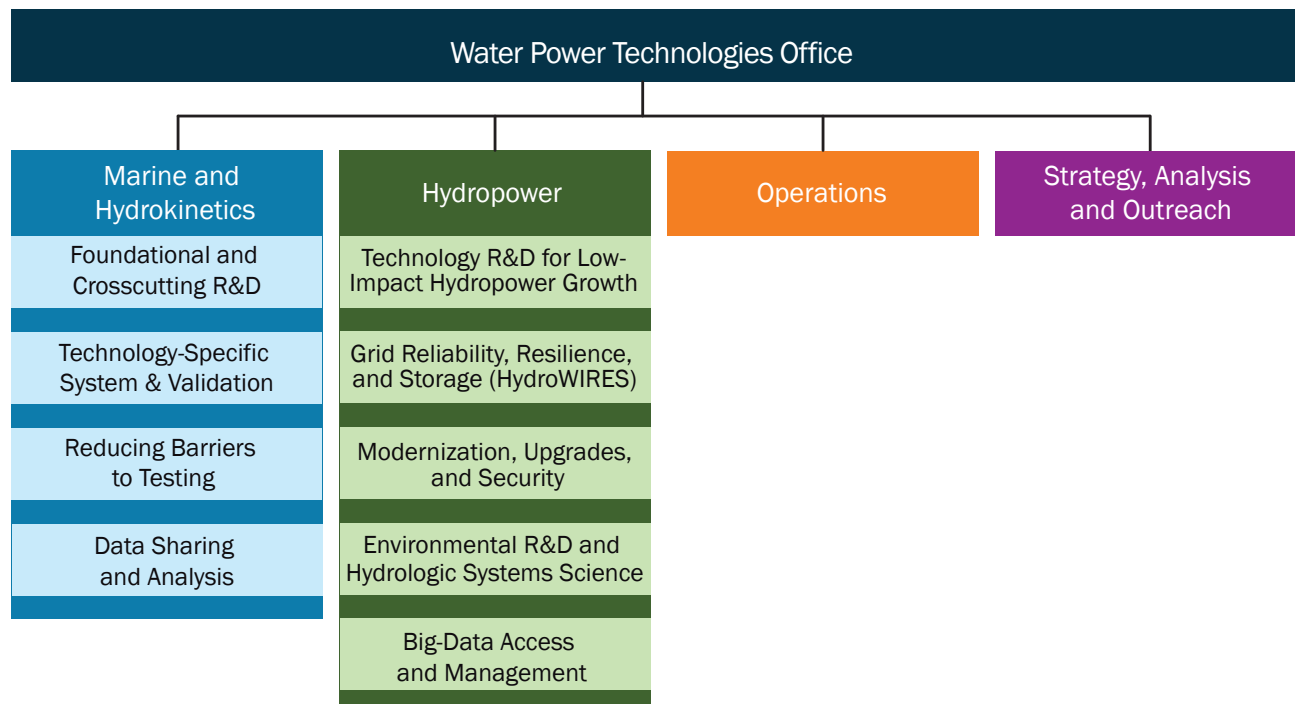 Water Power Technologies Office
Marine and
Hydrokinetics
Foundational and
Crosscutting R&D
Technology-Specific
System & Validation
Reducing Barriers
to Testing
Data Sharing
and Analysis
Hydropower
Technology R&D for Low-
Impact Hydropower Growth
Grid Reliability, Resilience,
and Storage (HydroWIRES)
Modernization, Upgrades,
and Security
Environmental R&D and
Hydrologic Systems Science
Big-Data Access
and Management
Operations
Strategy, Analysis
and Outreach